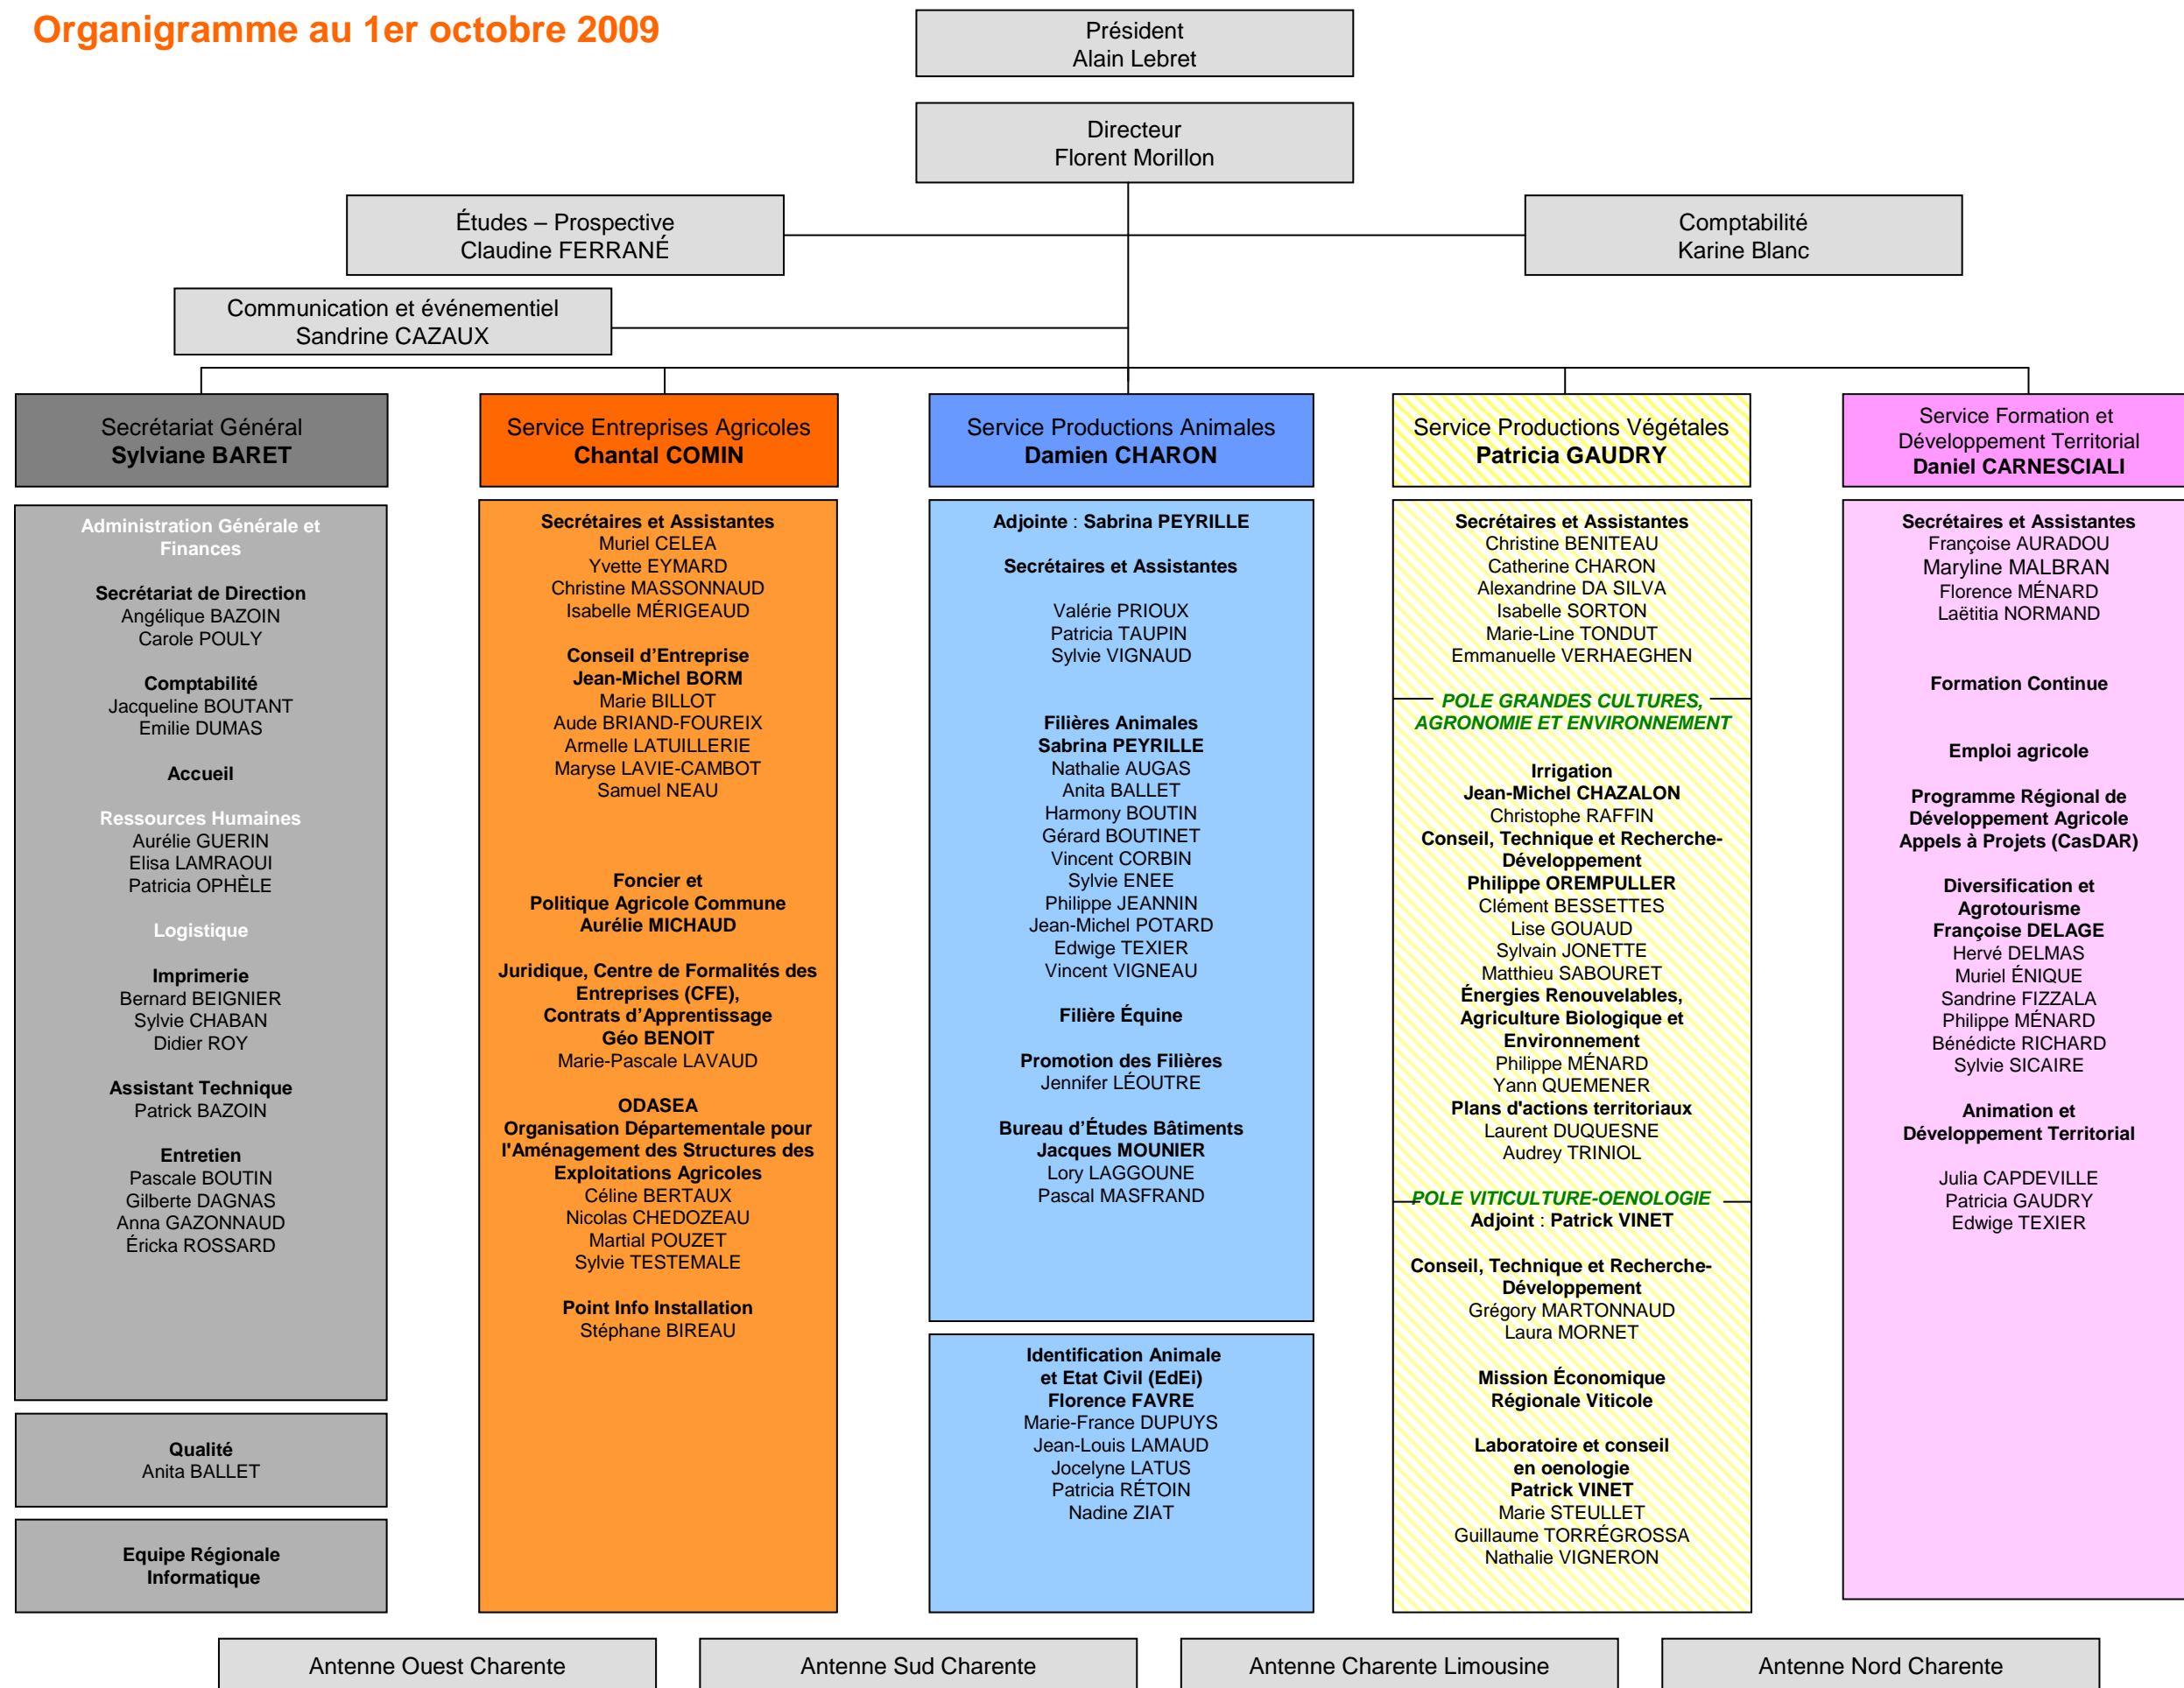 Organigramme au 1er octobre 2009
Président
Alain Lebret
Directeur
Florent Morillon
Études – Prospective
Claudine FERRANÉ
Comptabilité
Karine Blanc
Communication et événementiel
Sandrine CAZAUX
Secrétariat Général
Sylviane BARET
Administration Générale et
Finances
Secrétariat de Direction
Angélique BAZOIN
Carole POULY
Comptabilité
Jacqueline BOUTANT
Emilie DUMAS
Accueil
Ressources Humaines
Aurélie GUERIN
Elisa LAMRAOUI
Patricia OPHÈLE
Logistique
Imprimerie
Bernard BEIGNIER
Sylvie CHABAN
Didier ROY
Assistant Technique
Patrick BAZOIN
Entretien
Pascale BOUTIN
Gilberte DAGNAS
Anna GAZONNAUD
Éricka ROSSARD
Qualité
Anita BALLET
Equipe Régionale
Informatique
Service Entreprises Agricoles
Chantal COMIN
Secrétaires et Assistantes
Muriel CELEA
Yvette EYMARD
Christine MASSONNAUD
Isabelle MÉRIGEAUD
Conseil d’Entreprise
Jean-Michel BORM
Marie BILLOT
Aude BRIAND-FOUREIX
Armelle LATUILLERIE
Maryse LAVIE-CAMBOT
Samuel NEAU
Foncier et
Politique Agricole Commune
Aurélie MICHAUD
Juridique, Centre de Formalités des
Entreprises (CFE),
Contrats d’Apprentissage
Géo BENOIT
Marie-Pascale LAVAUD
ODASEA
Organisation Départementale pour
l'Aménagement des Structures des
Exploitations Agricoles
Céline BERTAUX
Nicolas CHEDOZEAU
Martial POUZET
Sylvie TESTEMALE
Point Info Installation
Stéphane BIREAU
Service Productions Animales
Damien CHARON
Adjointe : Sabrina PEYRILLE
Secrétaires et Assistantes
Valérie PRIOUX
Patricia TAUPIN
Sylvie VIGNAUD
Filières Animales
Sabrina PEYRILLE
Nathalie AUGAS
Anita BALLET
Harmony BOUTIN
Gérard BOUTINET
Vincent CORBIN
Sylvie ENEE
Philippe JEANNIN
Jean-Michel POTARD
Edwige TEXIER
Vincent VIGNEAU
Filière Équine
Promotion des Filières
Jennifer LÉOUTRE
Bureau d’Études Bâtiments
Jacques MOUNIER
Lory LAGGOUNE
Pascal MASFRAND
Identification Animale
et Etat Civil (EdEi)
Florence FAVRE
Marie-France DUPUYS
Jean-Louis LAMAUD
Jocelyne LATUS
Patricia RÉTOIN
Nadine ZIAT
Service Productions Végétales
Patricia GAUDRY
Secrétaires et Assistantes
Christine BENITEAU
Catherine CHARON
Alexandrine DA SILVA
Isabelle SORTON
Marie-Line TONDUT
Emmanuelle VERHAEGHEN
POLE GRANDES CULTURES,
AGRONOMIE ET ENVIRONNEMENT
Irrigation
Jean-Michel CHAZALON
Christophe RAFFIN
Conseil, Technique et Recherche-
Développement
Philippe OREMPULLER
Clément BESSETTES
Lise GOUAUD
Sylvain JONETTE
Matthieu SABOURET
Énergies Renouvelables,
Agriculture Biologique et
Environnement
Philippe MÉNARD
Yann QUEMENER
Plans d'actions territoriaux
Laurent DUQUESNE
Audrey TRINIOL
POLE VITICULTURE-OENOLOGIE
Adjoint : Patrick VINET
Conseil, Technique et Recherche-
Développement
Grégory MARTONNAUD
Laura MORNET
Mission Économique
Régionale Viticole
Laboratoire et conseil
en oenologie
Patrick VINET
Marie STEULLET
Guillaume TORRÉGROSSA
Nathalie VIGNERON
Service Formation et
Développement Territorial
Daniel CARNESCIALI
Secrétaires et Assistantes
Françoise AURADOU
Maryline MALBRAN
Florence MÉNARD
Laëtitia NORMAND
Formation Continue
Emploi agricole
Programme Régional de
Développement Agricole
Appels à Projets (CasDAR)
Diversification et
Agrotourisme
Françoise DELAGE
Hervé DELMAS
Muriel ÉNIQUE
Sandrine FIZZALA
Philippe MÉNARD
Bénédicte RICHARD
Sylvie SICAIRE
Animation et
Développement Territorial
Julia CAPDEVILLE
Patricia GAUDRY
Edwige TEXIER
Antenne Ouest Charente
Antenne Sud Charente
Antenne Charente Limousine
Antenne Nord Charente